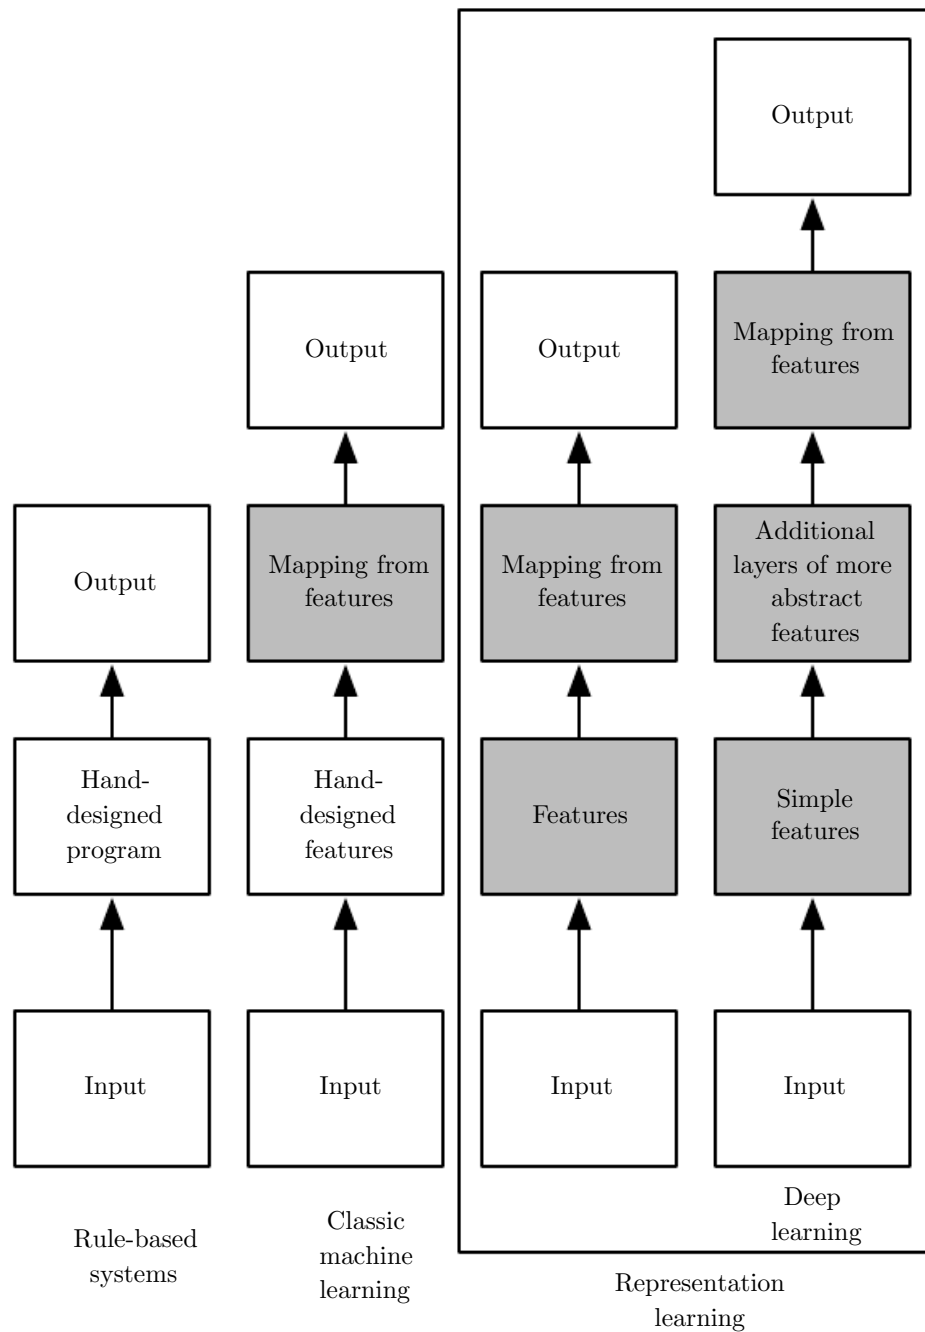 Output
Output
Output
Mapping from
features
Output
Mapping from
features
Mapping from
features
Additional
layers of more
abstract
features
Hand-
designed
program
Hand-
designed
features
Features
Simple
features
Input
Input
Input
Input
Rule-based
systems
Classic
machine
learning
Deep
learning
Representation
learning